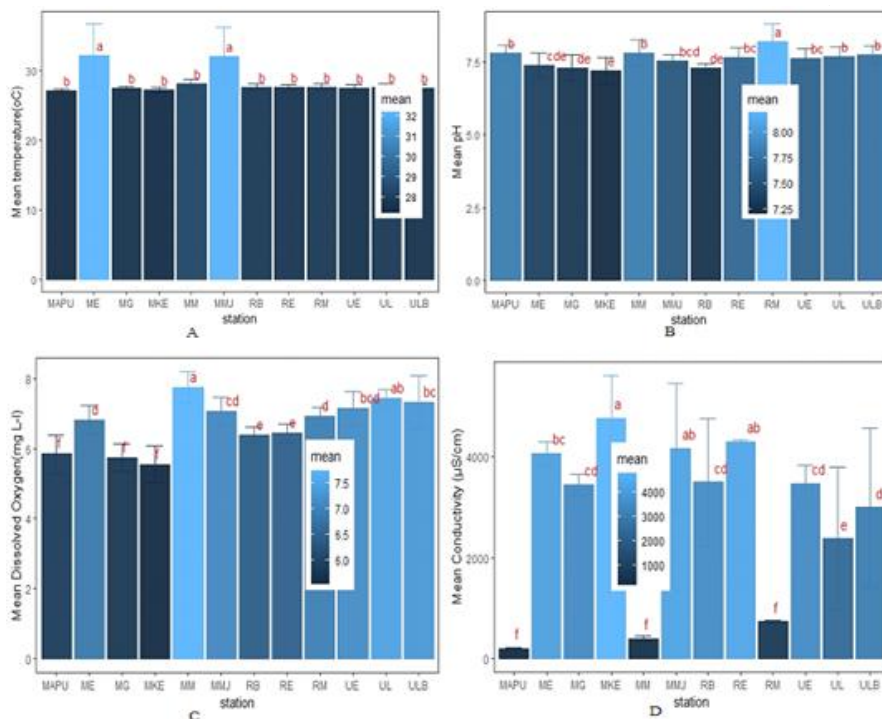 a
a
b
b
b
b
b
b
b
b
b
b
30
20
10
0
Mean temperature(oC)
mean
32
31
30
29
28
MAPU ME MG MKE MM MMJ RB RE RM UE UL ULB
station
A
b
cde
de
e
b
bcd
de
bc
a
bc
b
b
7.5
5.0
2.5
0.0
Mean pH
mean
8.00
7.75
7.50
7.25
MAPU ME MG MKE MM MMJ RB RE RM UE UL ULB
station
B
f
d
f
f
a
cd
e
e
d
bcd
ab
bc
8
6
4
2
0
Mean Dissolved Oxygen(mg L-l)
mean
7.5
7.0
6.5
6.0
MAPU ME MG MKE MM MMJ RB RE RM UE UL ULB
station
C
f
bc
cd
a
f
ab
cd
ab
f
cd
e
d
4000
2000
0
Mean Conductivity (µS/cm)
mean
4000
3000
2000
1000
MAPU ME MG MKE MM MMJ RB RE RM UE UL ULB
station
D